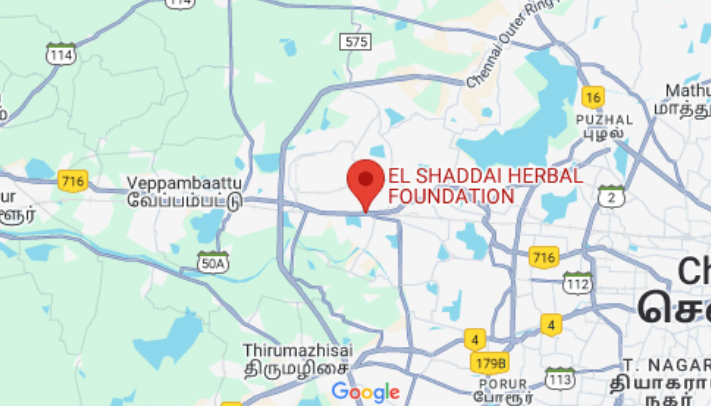 114
114
575
Chennai Outer Ring
16
Mathu
மாத்தூ
PUZHAL
புழல்
EL SHADDAI HERBAL
FOUNDATION
716
Veppambaattu
வேப்பம்பட்டு
ur
ளூர்
2
50A
716
112
Ch
சென
4
4
179B
Thirumazhisai
திருமழிசை
PORUR
போரூர்
113
T. NAGAR
தியாகரா
நகர்
Google